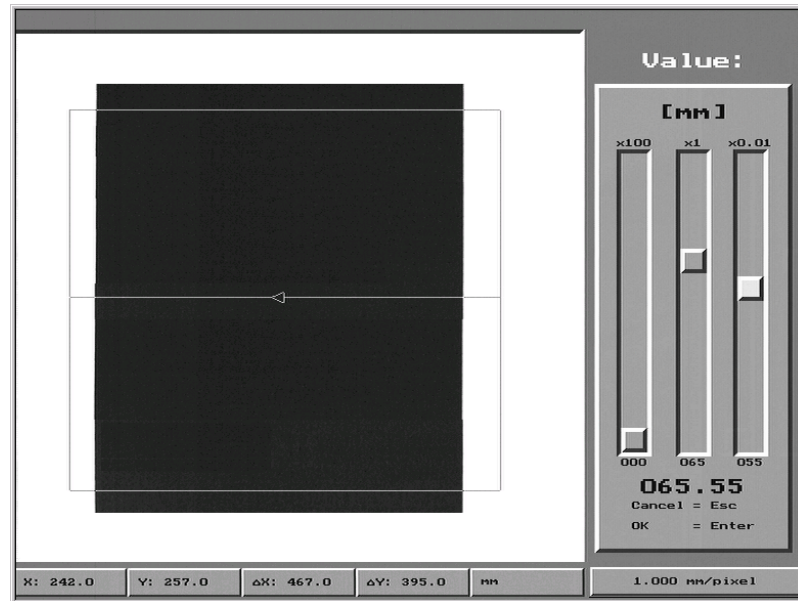 Value:
[mm]
x100 x1 x0.01
000 065 055
065.55
Cancel = Esc
OK = Enter
X: 242.0 Y: 257.0 ΔX: 467.0 ΔY: 395.0 mm 1.000 mm/pixel